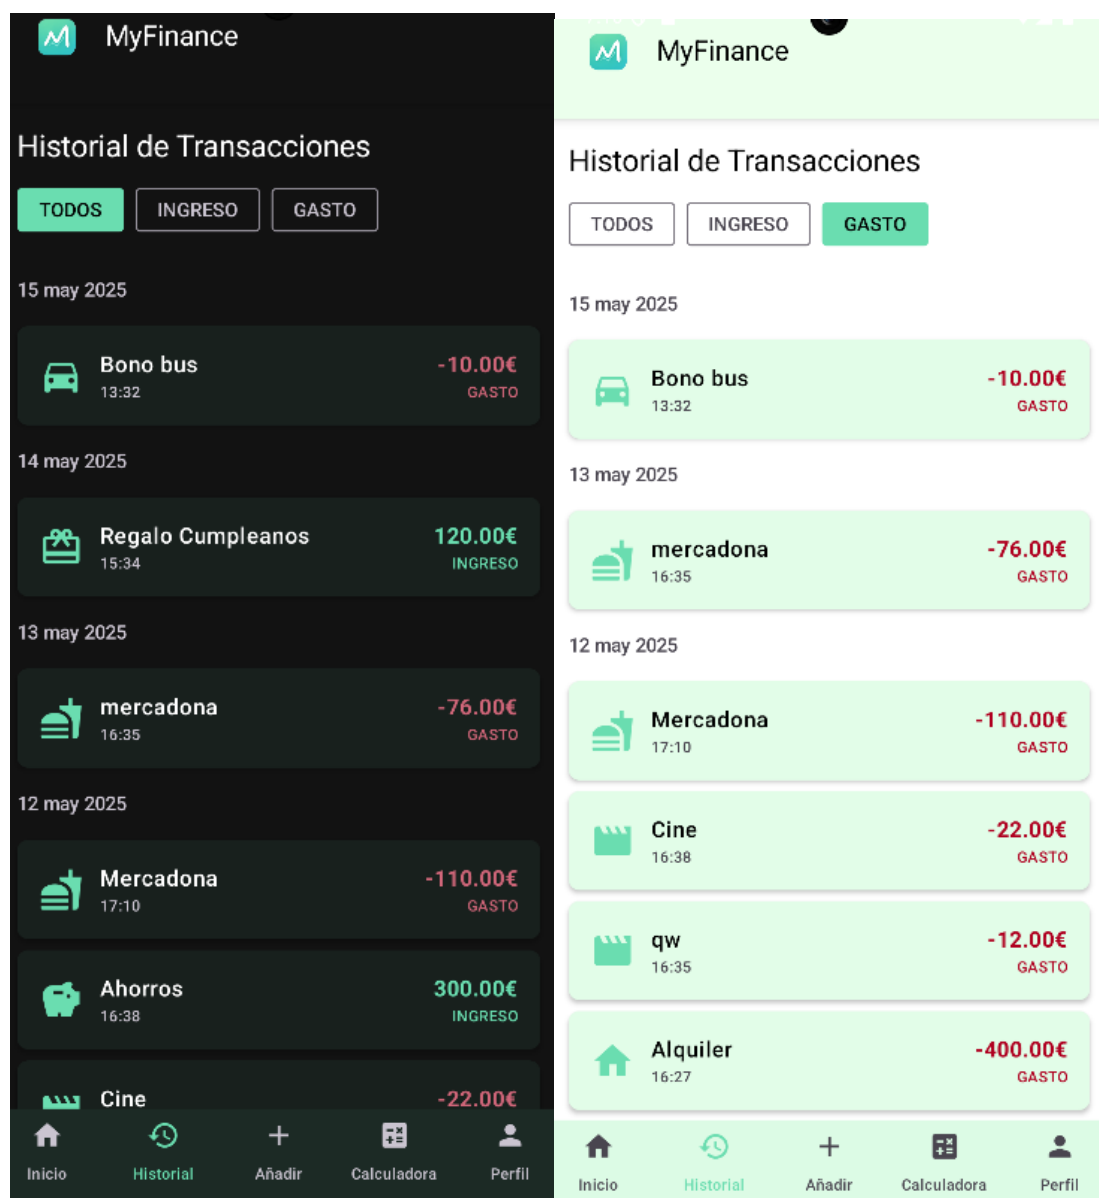 MyFinance
Historial de Transacciones
TODOS INGRESO GASTO
15 may 2025
Bono bus -10.00€
13:32 GASTO
14 may 2025
Regalo Cumpleanos 120.00€
15:34 INGRESO
13 may 2025
mercadona -76.00€
16:35 GASTO
12 may 2025
Mercadona -110.00€
17:10 GASTO
Ahorros 300.00€
16:38 INGRESO
Cine -22.00€
Inicio Historial Añadir Calculadora Perfil
MyFinance
Historial de Transacciones
TODOS INGRESO GASTO
15 may 2025
Bono bus -10.00€
13:32 GASTO
13 may 2025
mercadona -76.00€
16:35 GASTO
12 may 2025
Mercadona -110.00€
17:10 GASTO
Cine -22.00€
16:38 GASTO
qw -12.00€
16:35 GASTO
Alquiler -400.00€
16:27 GASTO
Inicio Historial Añadir Calculadora Perfil